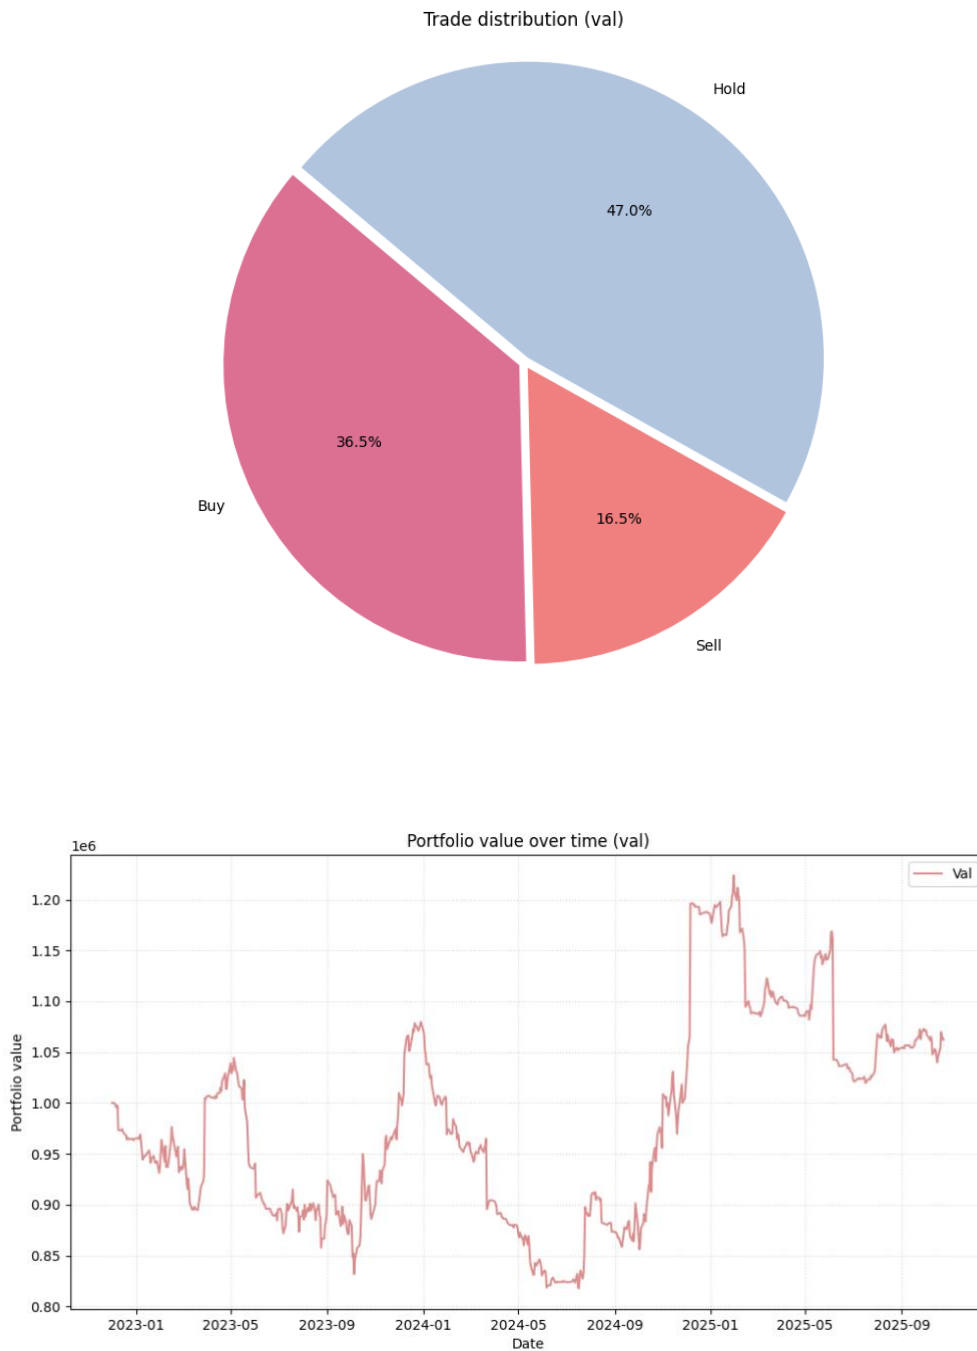 Trade distribution (val)
Hold
47.0%
36.5%
Buy
16.5%
Sell
Portfolio value over time (val)
1e6
Val
1.20
1.15
1.10
1.05
1.00
0.95
0.90
0.85
0.80
Portfolio value
2023-01 2023-05 2023-09 2024-01 2024-05 2024-09 2025-01 2025-05 2025-09
Date